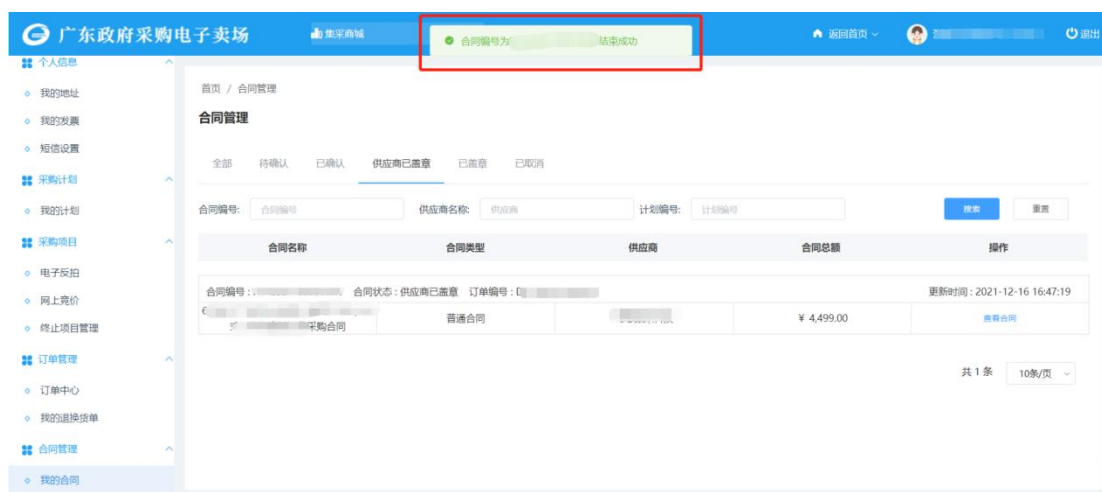 广东政府采购电子卖场
集采商城
合同编号为 结束成功
返回首页
退出
个人信息
我的地址
我的发票
短信设置
采购计划
我的计划
采购项目
电子反拍
网上竞价
终止项目管理
订单管理
订单中心
我的退换货单
合同管理
我的合同
首页 / 合同管理
合同管理
全部 待确认 已确认 供应商已盖章 已盖章 已取消
合同编号: 合同编号 供应商名称: 供应商 计划编号: 计划编号 搜索 重置
合同名称 合同类型 供应商 合同总额 操作
合同编号: 合同状态:供应商已盖章 订单编号: 更新时间:2021-12-16 16:47:19
采购合同 普通合同 ¥ 4,499.00 查看合同
共 1 条 10条/页